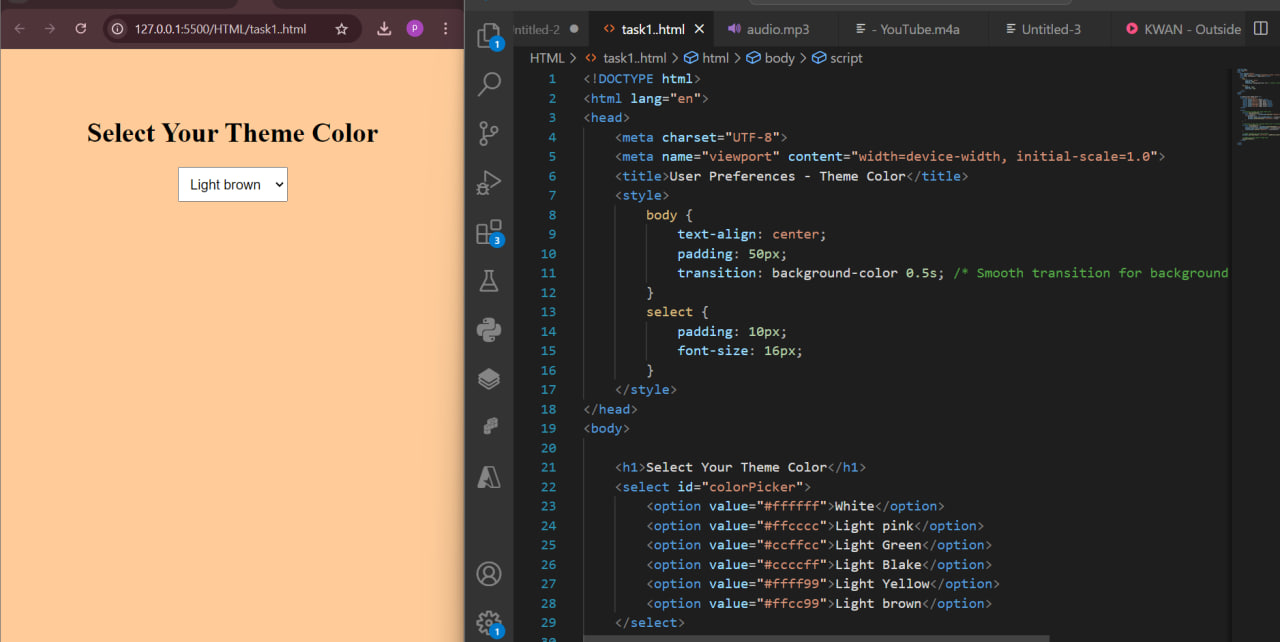 127.0.0.1:5500/HTML/task1..html
p
Select Your Theme Color
Light brown
1
3
1
ntitled-2
task1..html
audio.mp3
- YouTube.m4a
Untitled-3
KWAN - Outside
HTML > task1..html > html > body > script
1 <!DOCTYPE html>
2 <html lang="en">
3 <head>
4 <meta charset="UTF-8">
5 <meta name="viewport" content="width=device-width, initial-scale=1.0">
6 <title>User Preferences - Theme Color</title>
7 <style>
8 body {
9 text-align: center;
10 padding: 50px;
11 transition: background-color 0.5s; /* Smooth transition for background
12 }
13 select {
14 padding: 10px;
15 font-size: 16px;
16 }
17 </style>
18 </head>
19 <body>
20
21 <h1>Select Your Theme Color</h1>
22 <select id="colorPicker">
23 <option value="#ffffff">White</option>
24 <option value="#ffcccc">Light pink</option>
25 <option value="#ccffcc">Light Green</option>
26 <option value="#ccccff">Light Blake</option>
27 <option value="#ffff99">Light Yellow</option>
28 <option value="#ffcc99">Light brown</option>
29 </select>
30